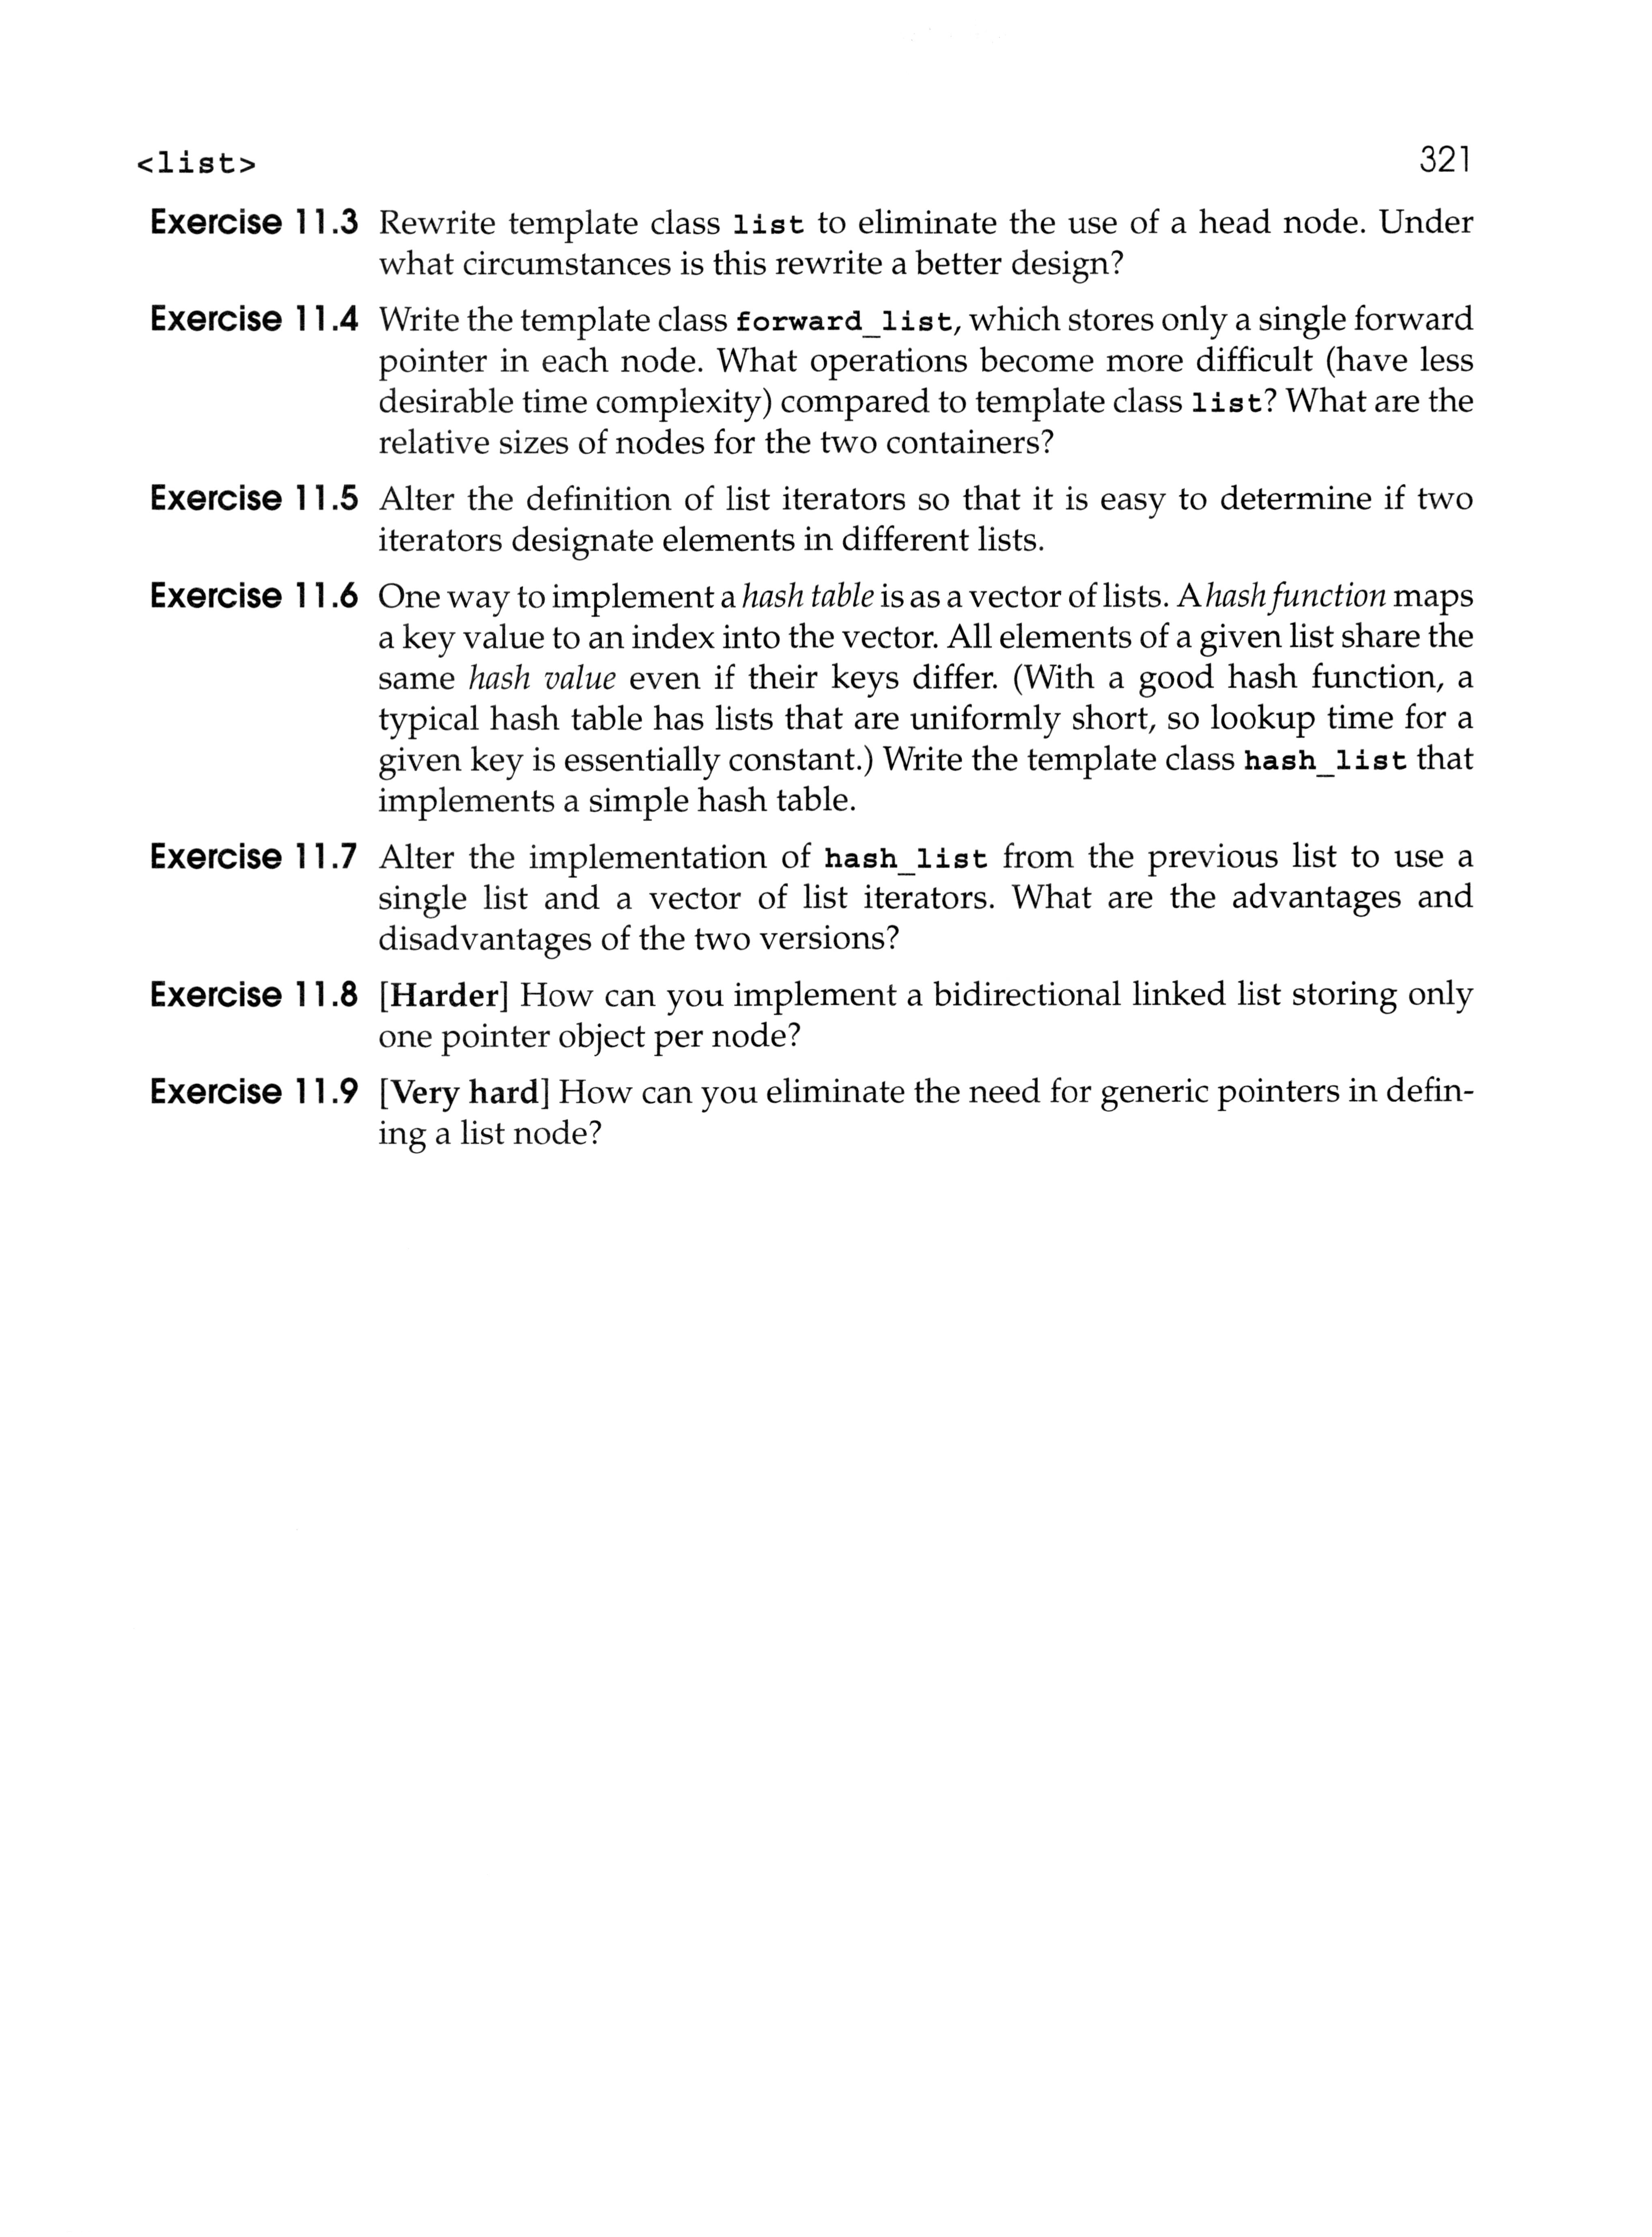 <list> 321
Exercise 11.3 Rewrite template class list to eliminate the use of a head node. Under
what circumstances is this rewrite a better design?
Exercise 11.4 Write the template class forward_list, which stores only a single forward
pointer in each node. What operations become more difficult (have less
desirable time complexity) compared to template class list? What are the
relative sizes of nodes for the two containers?
Exercise 11.5 Alter the definition of list iterators so that it is easy to determine if two
iterators designate elements in different lists.
Exercise 11.6 One way to implement a hash table is as a vector of lists. A hash function maps
a key value to an index into the vector. All elements of a given list share the
same hash value even if their keys differ. (With a good hash function, a
typical hash table has lists that are uniformly short, so lookup time for a
given key is essentially constant.) Write the template class hash_list that
implements a simple hash table.
Exercise 11.7 Alter the implementation of hash_list from the previous list to use a
single list and a vector of list iterators. What are the advantages and
disadvantages of the two versions?
Exercise 11.8 [Harder] How can you implement a bidirectional linked list storing only
one pointer object per node?
Exercise 11.9 [Very hard] How can you eliminate the need for generic pointers in defin-
ing a list node?